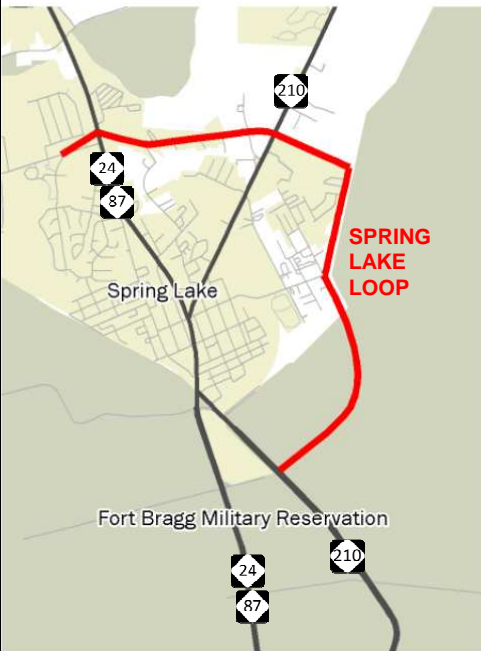 210
24
87
SPRING
LAKE
LOOP
Spring Lake
Fort Bragg Military Reservation
210
24
87